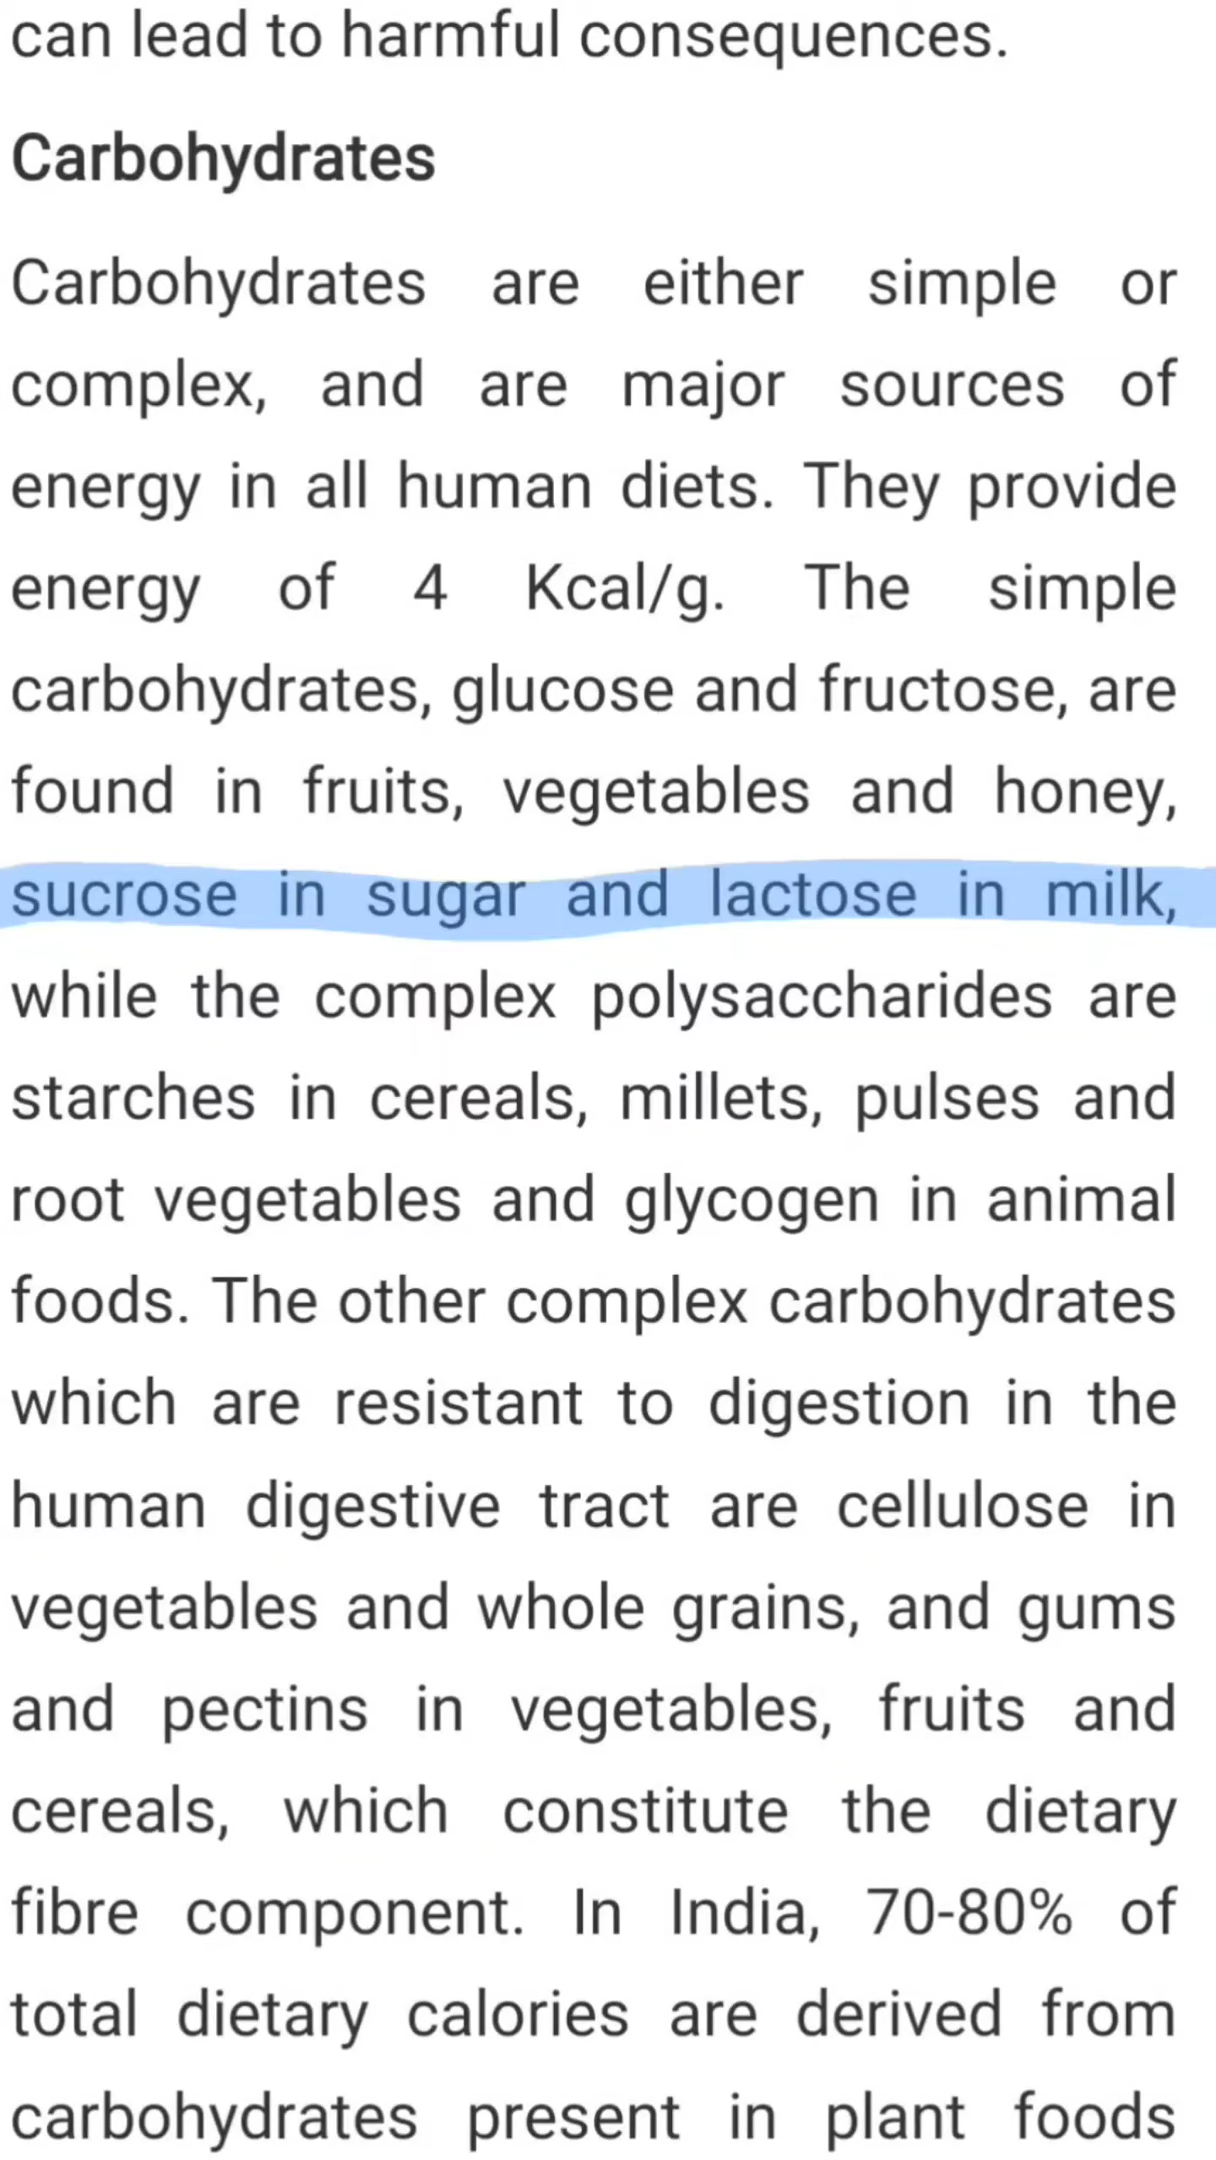 can lead to harmful consequences.
Carbohydrates
Carbohydrates are either simple or
complex, and are major sources of
energy in all human diets. They provide
energy of 4 Kcal/g. The simple
carbohydrates, glucose and fructose, are
found in fruits, vegetables and honey,
sucrose in sugar and lactose in milk,
while the complex polysaccharides are
starches in cereals, millets, pulses and
root vegetables and glycogen in animal
foods. The other complex carbohydrates
which are resistant to digestion in the
human digestive tract are cellulose in
vegetables and whole grains, and gums
and pectins in vegetables, fruits and
cereals, which constitute the dietary
fibre component. In India, 70-80% of
total dietary calories are derived from
carbohydrates present in plant foods